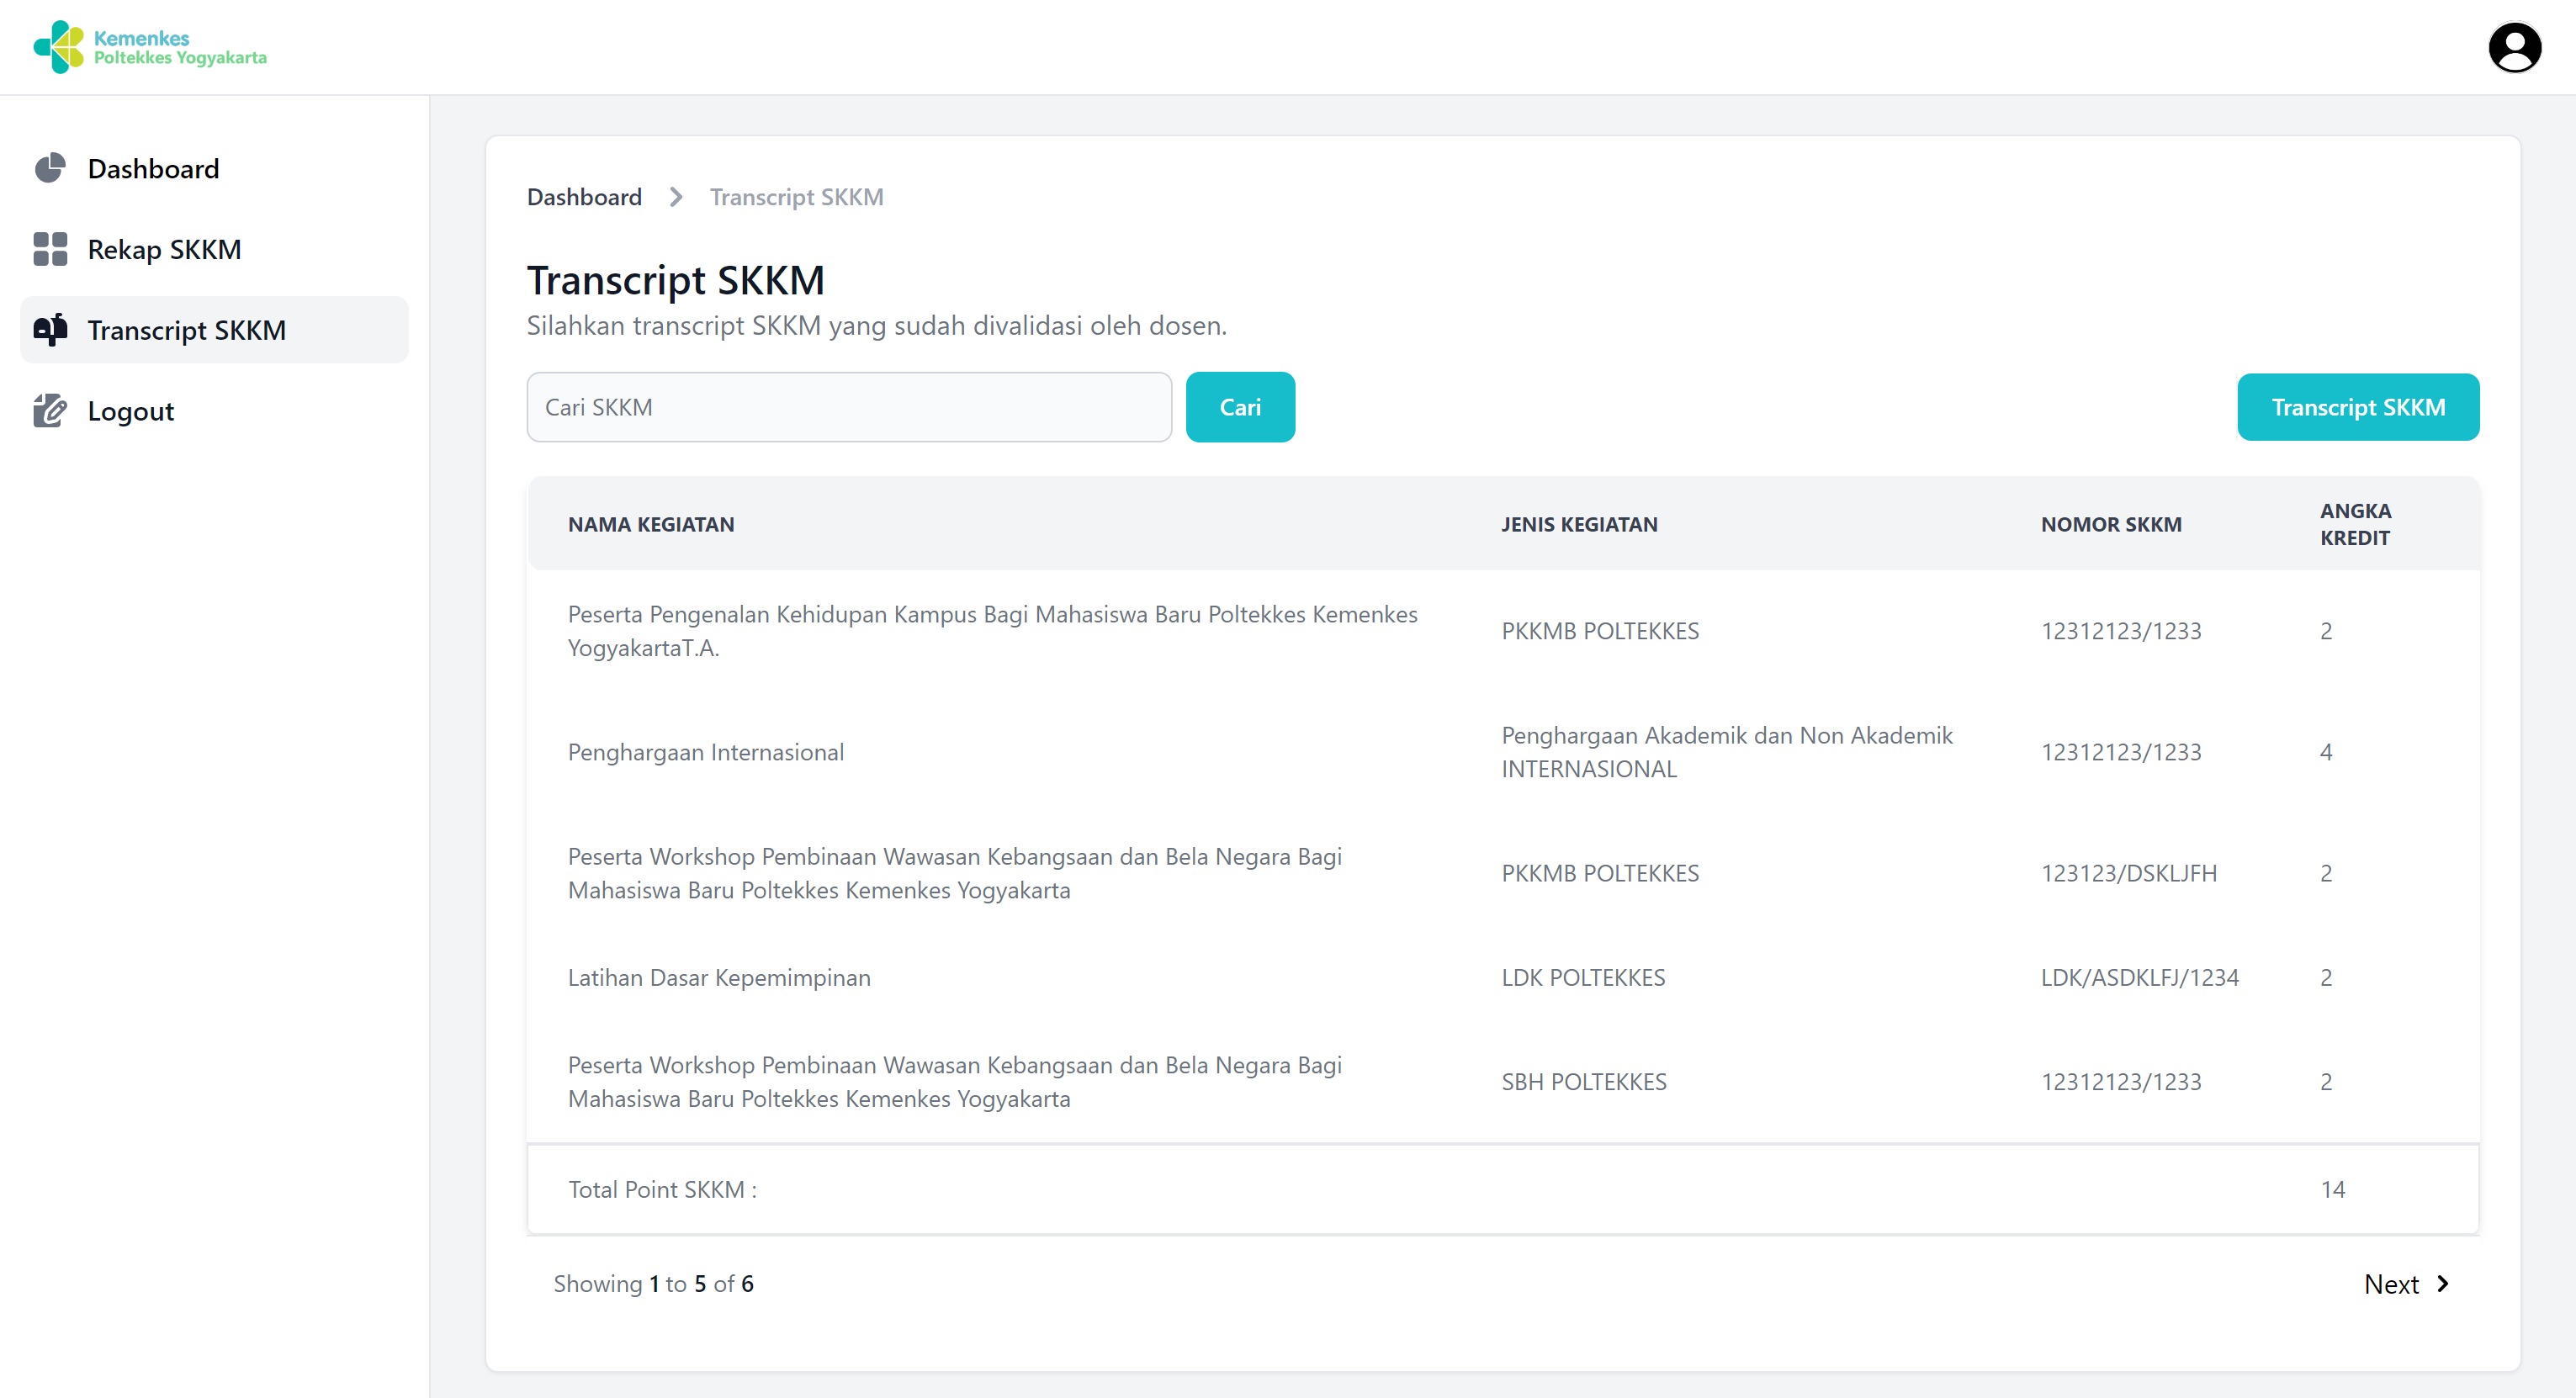 Kemenkes
Poltekkes Yogyakarta
Dashboard
Rekap SKKM
Transcript SKKM
Logout
Dashboard > Transcript SKKM
Transcript SKKM
Silahkan transcript SKKM yang sudah divalidasi oleh dosen.
Cari SKKM Cari Transcript SKKM
NAMA KEGIATAN JENIS KEGIATAN NOMOR SKKM ANGKA
KREDIT
Peserta Pengenalan Kehidupan Kampus Bagi Mahasiswa Baru Poltekkes Kemenkes
YogyakartaT.A.
PKKMB POLTEKKES 12312123/1233 2
Penghargaan Internasional
Penghargaan Akademik dan Non Akademik
INTERNASIONAL
12312123/1233 4
Peserta Workshop Pembinaan Wawasan Kebangsaan dan Bela Negara Bagi
Mahasiswa Baru Poltekkes Kemenkes Yogyakarta
PKKMB POLTEKKES 123123/DSKLJFH 2
Latihan Dasar Kepemimpinan LDK POLTEKKES LDK/ASDKLFJ/1234 2
Peserta Workshop Pembinaan Wawasan Kebangsaan dan Bela Negara Bagi
Mahasiswa Baru Poltekkes Kemenkes Yogyakarta
SBH POLTEKKES 12312123/1233 2
Total Point SKKM : 14
Showing 1 to 5 of 6 Next